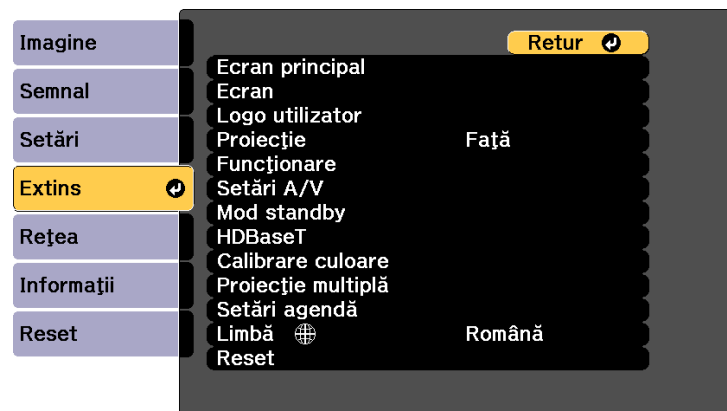 Imagine
Semnal
Setări
Extins
Reţea
Informaţii
Reset
Retur
Ecran principal
Ecran
Logo utilizator
Proiecţie Faţă
Funcţionare
Setări A/V
Mod standby
HDBaseT
Calibrare culoare
Proiecţie multiplă
Setări agendă
Limbă Română
Reset